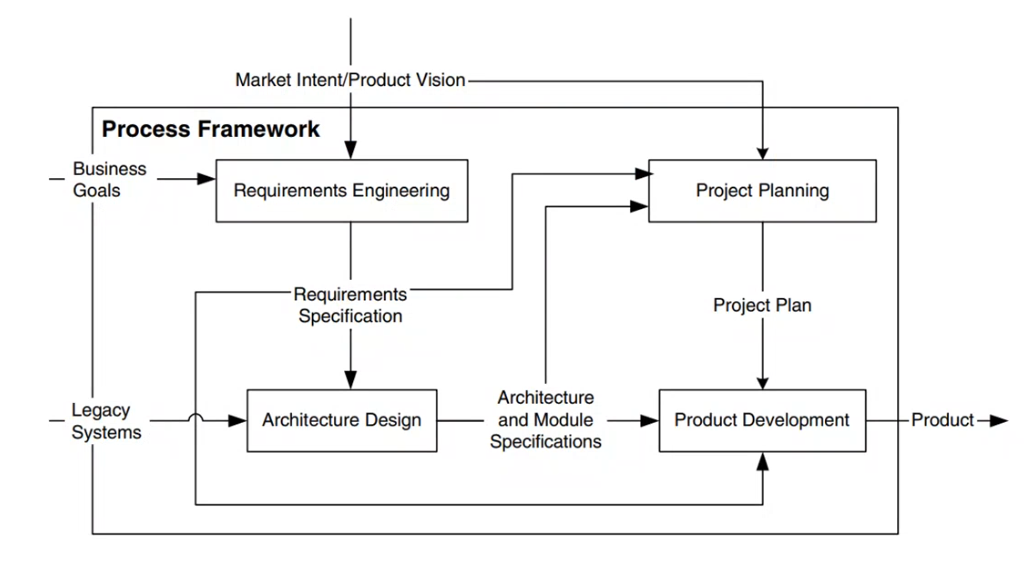 Market Intent/Product Vision
Process Framework
Business
Goals
Requirements Engineering
Project Planning
Requirements
Specification
Project Plan
Legacy
Systems
Architecture Design
Architecture
and Module
Specifications
Product Development
Product